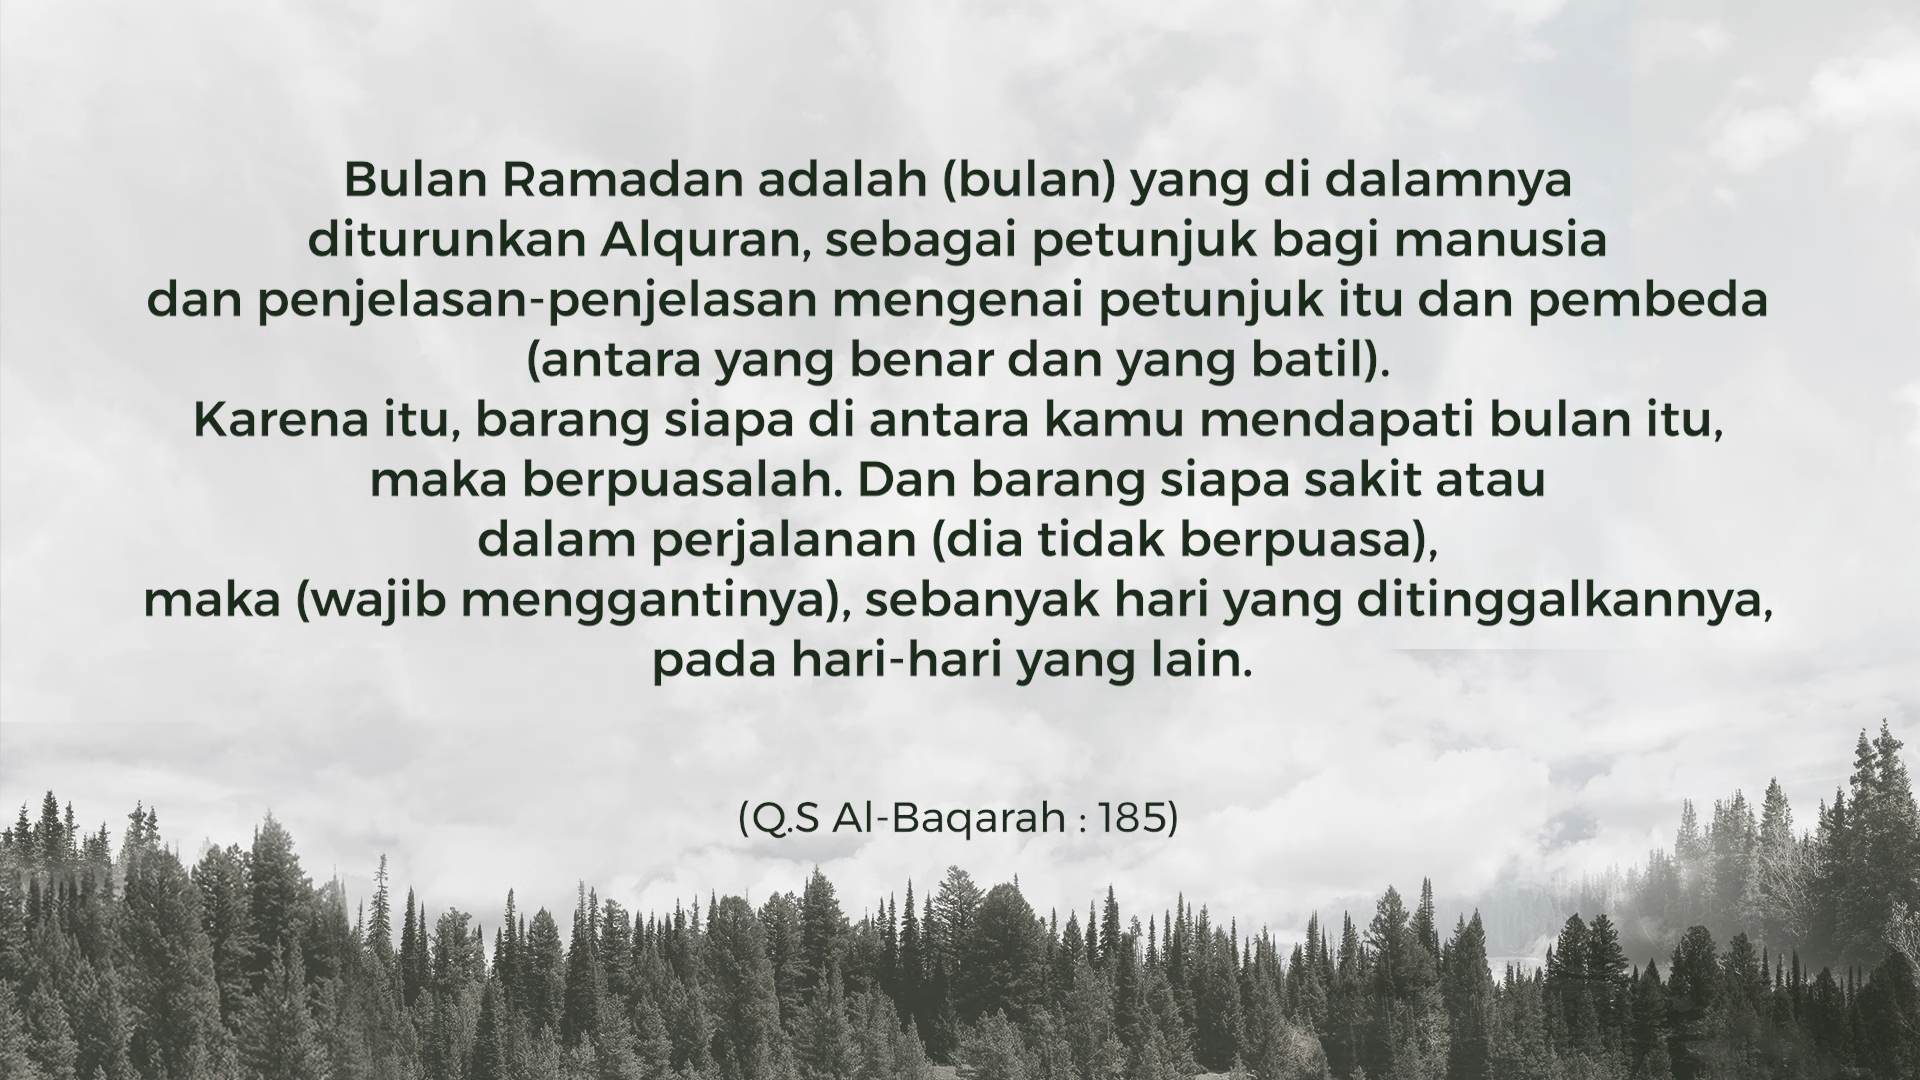 Bulan Ramadan adalah (bulan) yang di dalamnya
diturunkan Alquran, sebagai petunjuk bagi manusia
dan penjelasan-penjelasan mengenai petunjuk itu dan pembeda
(antara yang benar dan yang batil).
Karena itu, barang siapa di antara kamu mendapati bulan itu,
maka berpuasalah. Dan barang siapa sakit atau
dalam perjalanan (dia tidak berpuasa),
maka (wajib menggantinya), sebanyak hari yang ditinggalkannya,
pada hari-hari yang lain.
(Q.S Al-Baqarah : 185)